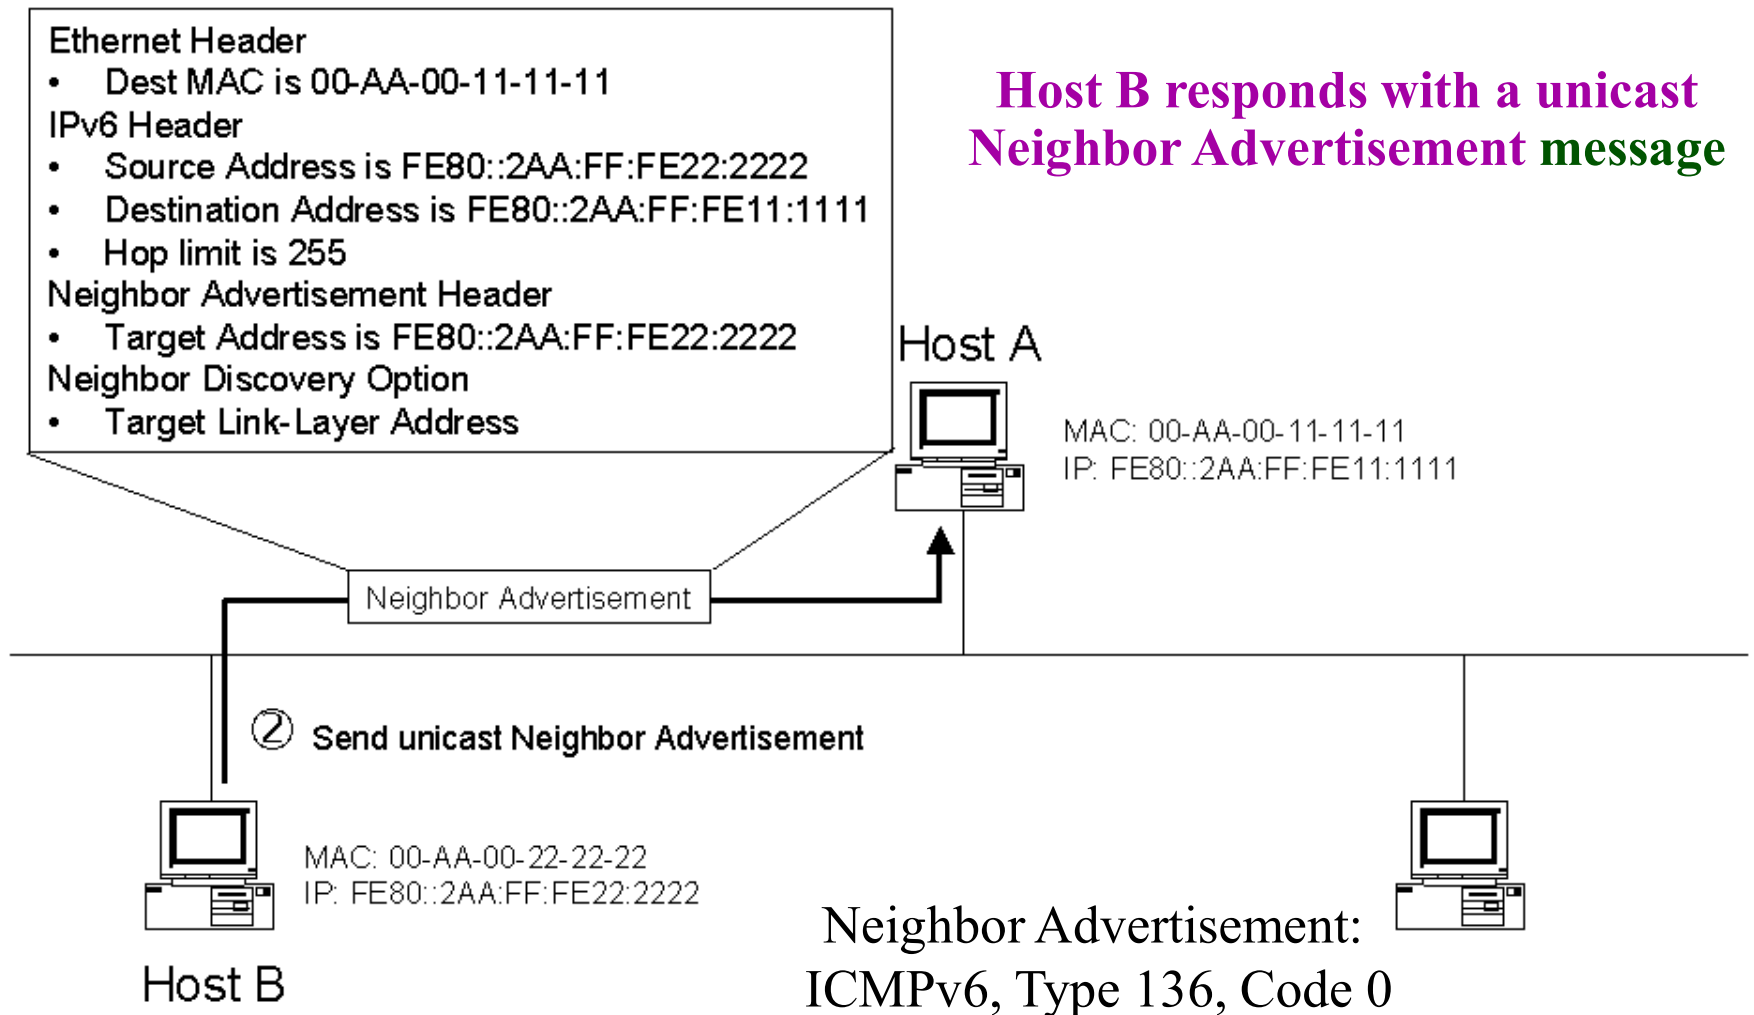 Ethernet Header
• Dest MAC is 00-AA-00-11-11-11
IPv6 Header
• Source Address is FE80::2AA:FF:FE22:2222
• Destination Address is FE80::2AA:FF:FE11:1111
• Hop limit is 255
Neighbor Advertisement Header
• Target Address is FE80::2AA:FF:FE22:2222
Neighbor Discovery Option
• Target Link-Layer Address
Host B responds with a unicast
Neighbor Advertisement message
Host A
MAC: 00-AA-00-11-11-11
IP: FE80::2AA:FF:FE11:1111
Neighbor Advertisement
② Send unicast Neighbor Advertisement
MAC: 00-AA-00-22-22-22
IP: FE80::2AA:FF:FE22:2222
Host B
Neighbor Advertisement:
ICMPv6, Type 136, Code 0